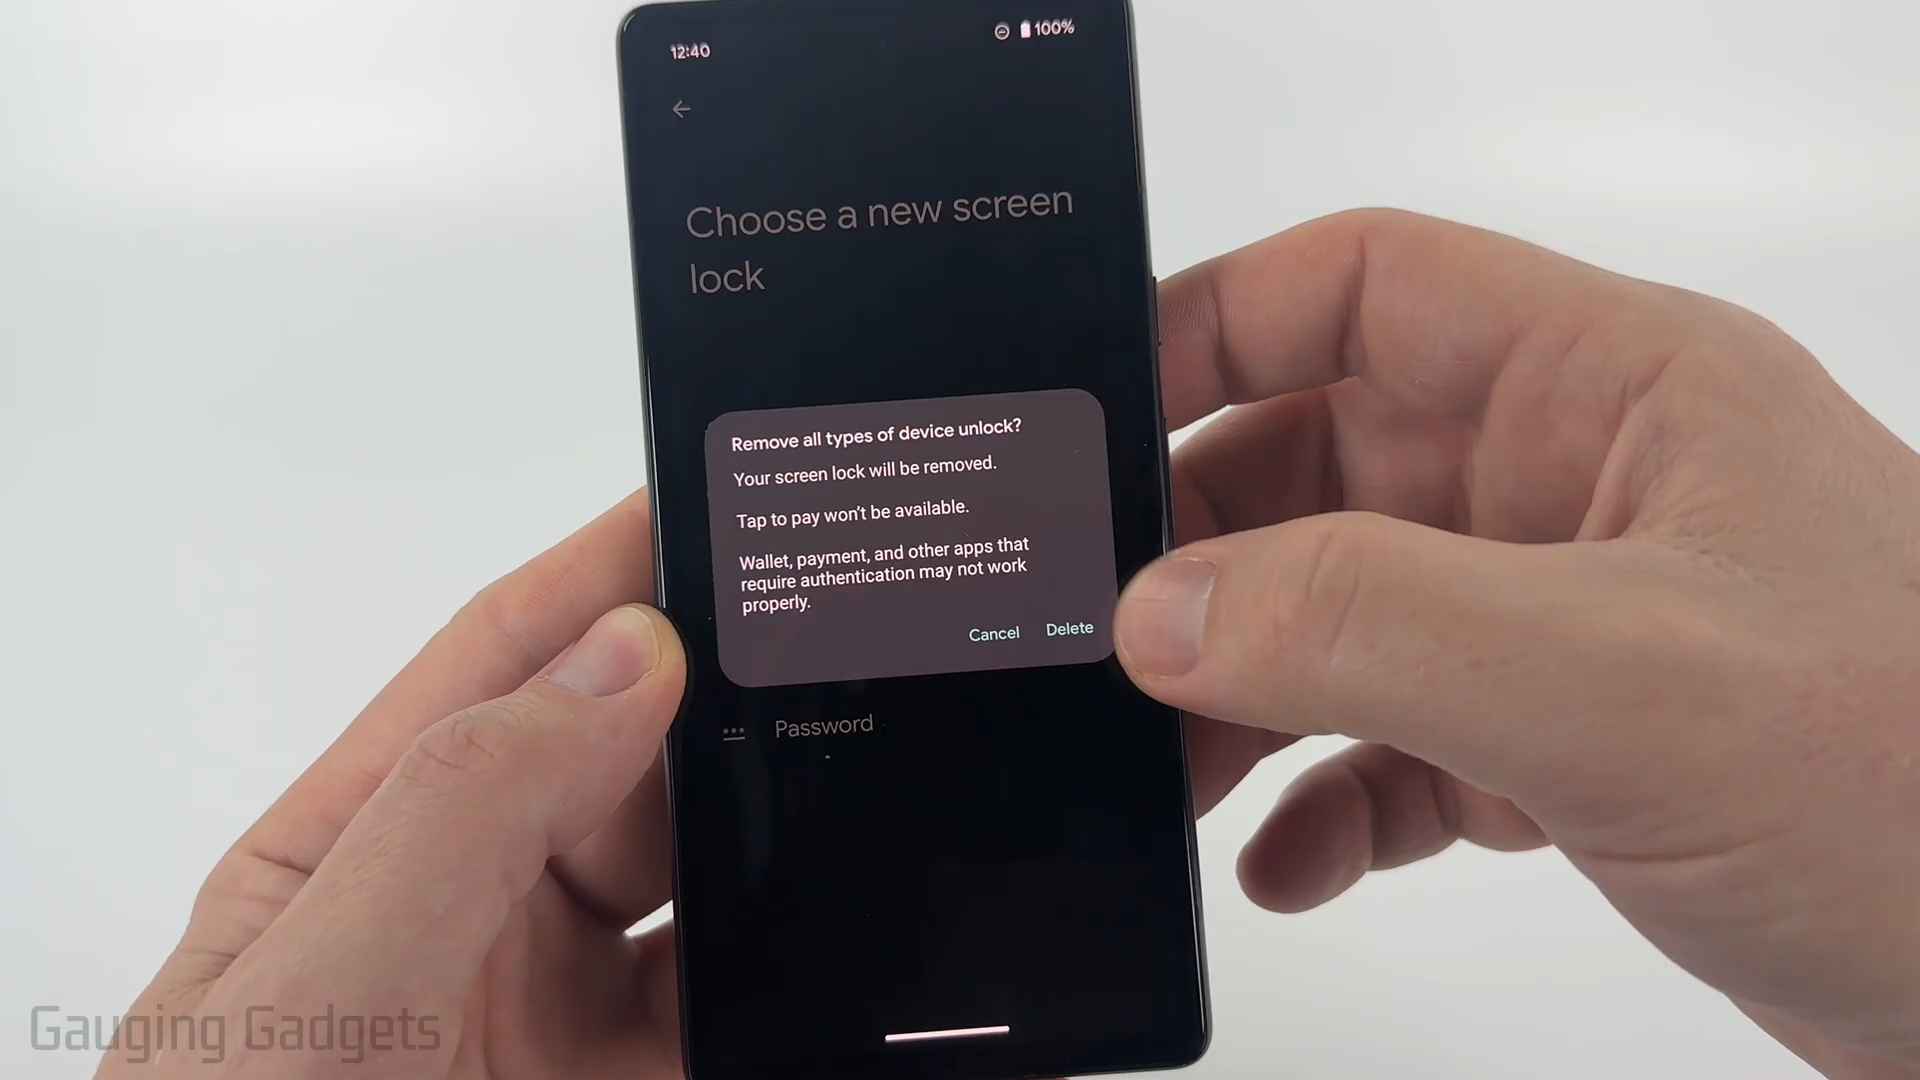 12:40
100%
Choose a new screen
lock
Remove all types of device unlock?
Your screen lock will be removed.
Tap to pay won't be available.
Wallet, payment, and other apps that
require authentication may not work
properly.
Cancel Delete
Password
Gauging Gadgets